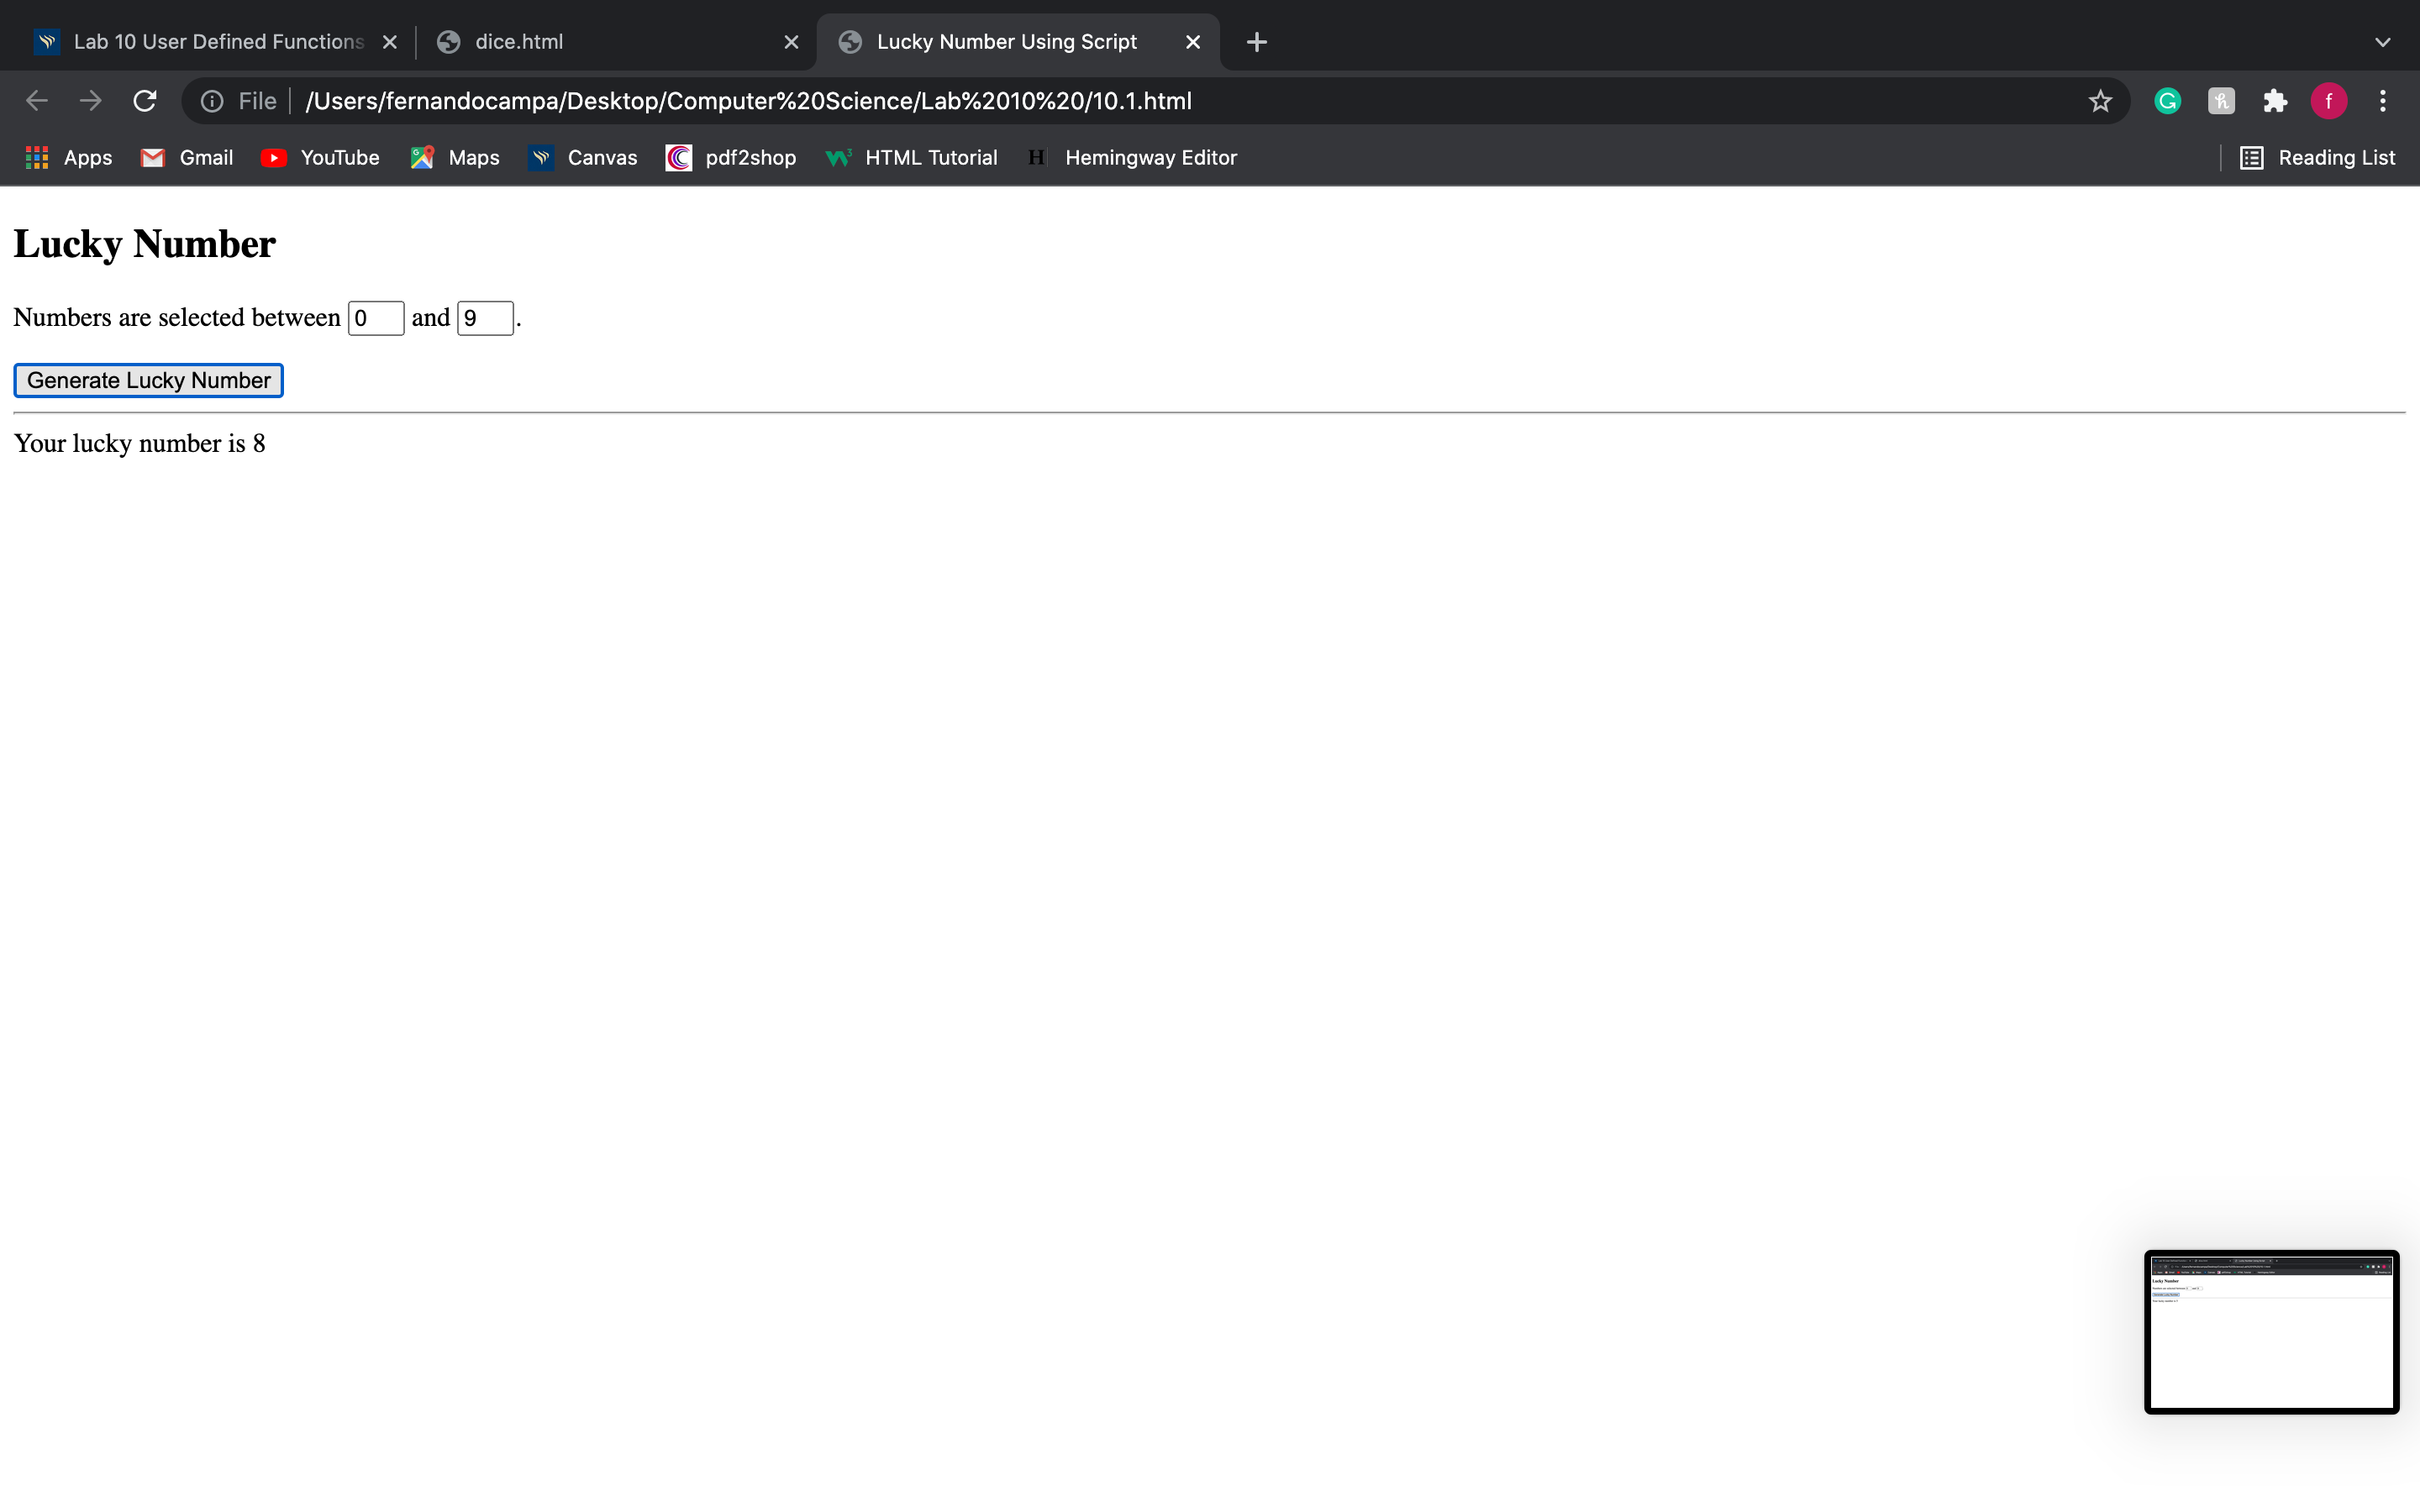 Lab 10 User Defined Functions
dice.html
Lucky Number Using Script
File
/Users/fernandocampa/Desktop/Computer%20Science/Lab%2010%20/10.1.html
f
Apps
Gmail
YouTube
Maps
Canvas
pdf2shop
HTML Tutorial
H Hemingway Editor
Reading List
Lucky Number
Numbers are selected between 0 and 9.
Generate Lucky Number
Your lucky number is 8